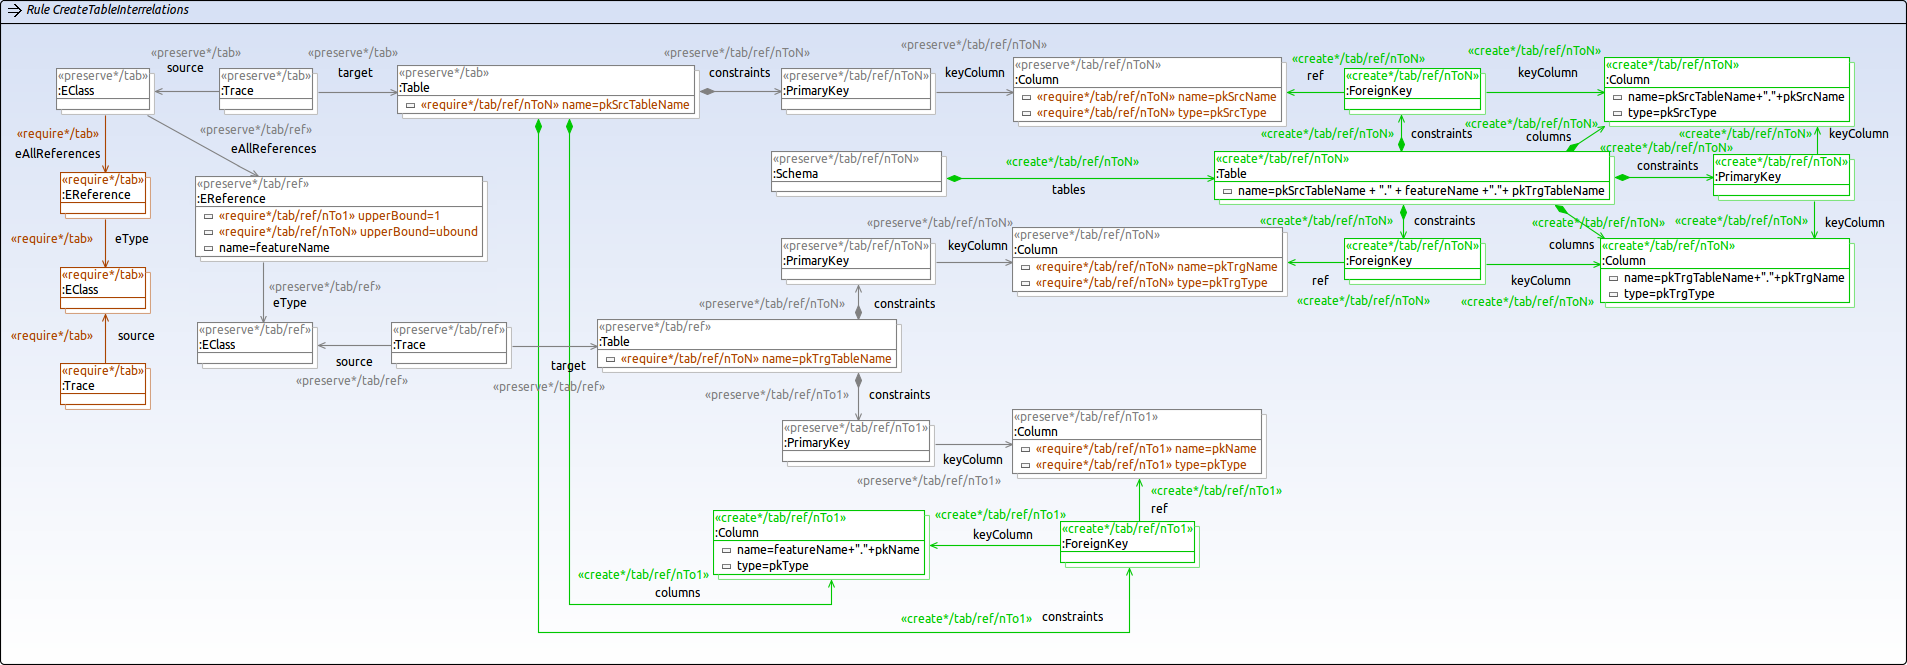 Rule CreateTableInterrelations
«preserve*/tab»
source
«preserve*/tab»
target
«preserve*/tab»
:EClass
«preserve*/tab»
:Trace
«preserve*/tab»
:Table
«require*/tab/ref/nToN» name=pkSrcTableName
«preserve*/tab/ref/nToN»
constraints
«preserve*/tab/ref/nToN»
:PrimaryKey
«preserve*/tab/ref/nToN»
keyColumn
«preserve*/tab/ref/nToN»
:Column
«require*/tab/ref/nToN» name=pkSrcName
«require*/tab/ref/nToN» type=pkSrcType
«create*/tab/ref/nToN»
ref
«create*/tab/ref/nToN»
:ForeignKey
«create*/tab/ref/nToN»
keyColumn
«create*/tab/ref/nToN»
:Column
name=pkSrcTableName+"."+pkSrcName
type=pkSrcType
«require*/tab»
eAllReferences
«preserve*/tab/ref»
eAllReferences
«create*/tab/ref/nToN»
constraints
«create*/tab/ref/nToN»
columns
«create*/tab/ref/nToN»
keyColumn
«create*/tab/ref/nToN»
constraints
«preserve*/tab/ref/nToN»
:Schema
«create*/tab/ref/nToN»
tables
«create*/tab/ref/nToN»
:Table
name=pkSrcTableName + "." + featureName +"."+ pkTrgTableName
«create*/tab/ref/nToN»
:PrimaryKey
«require*/tab»
:EReference
«preserve*/tab/ref»
:EReference
«require*/tab/ref/nTo1» upperBound=1
«require*/tab/ref/nToN» upperBound=ubound
name=featureName
«require*/tab»
eType
«preserve*/tab/ref/nToN»
keyColumn
«preserve*/tab/ref/nToN»
:PrimaryKey
«preserve*/tab/ref/nToN»
:Column
«require*/tab/ref/nToN» name=pkTrgName
«require*/tab/ref/nToN» type=pkTrgType
«create*/tab/ref/nToN»
constraints
«create*/tab/ref/nToN»
columns
«create*/tab/ref/nToN»
keyColumn
«create*/tab/ref/nToN»
:ForeignKey
ref
«create*/tab/ref/nToN»
keyColumn
«create*/tab/ref/nToN»
«create*/tab/ref/nToN»
:Column
name=pkTrgTableName+"."+pkTrgName
type=pkTrgType
«require*/tab»
:EClass
«preserve*/tab/ref»
eType
«preserve*/tab/ref/nToN»
constraints
«require*/tab»
source
«preserve*/tab/ref»
:EClass
source
«preserve*/tab/ref»
«preserve*/tab/ref»
:Trace
target
«preserve*/tab/ref»
«preserve*/tab/ref»
:Table
«require*/tab/ref/nToN» name=pkTrgTableName
«require*/tab»
:Trace
«preserve*/tab/ref/nTo1»
constraints
«preserve*/tab/ref/nTo1»
:PrimaryKey
keyColumn
«preserve*/tab/ref/nTo1»
«preserve*/tab/ref/nTo1»
:Column
«require*/tab/ref/nTo1» name=pkName
«require*/tab/ref/nTo1» type=pkType
«create*/tab/ref/nTo1»
ref
«create*/tab/ref/nTo1»
:Column
name=featureName+"."+pkName
type=pkType
«create*/tab/ref/nTo1»
keyColumn
«create*/tab/ref/nTo1»
:ForeignKey
«create*/tab/ref/nTo1»
columns
«create*/tab/ref/nTo1»
constraints